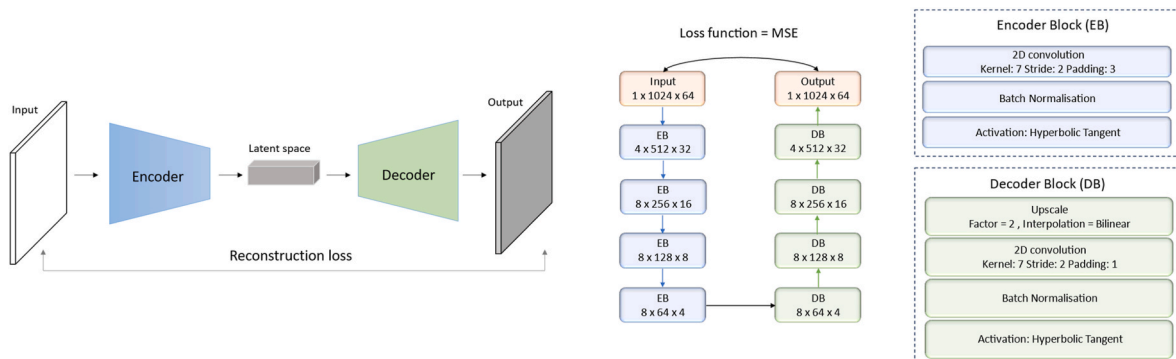 Input
Encoder
Latent space
Decoder
Output
Reconstruction loss
Loss function = MSE
Input
1 x 1024 x 64
Output
1 x 1024 x 64
EB
4 x 512 x 32
DB
4 x 512 x 32
EB
8 x 256 x 16
DB
8 x 256 x 16
EB
8 x 128 x 8
DB
8 x 128 x 8
EB
8 x 64 x 4
DB
8 x 64 x 4
Encoder Block (EB)
2D convolution
Kernel: 7 Stride: 2 Padding: 3
Batch Normalisation
Activation: Hyperbolic Tangent
Decoder Block (DB)
Upscale
Factor = 2 , Interpolation = Bilinear
2D convolution
Kernel: 7 Stride: 2 Padding: 1
Batch Normalisation
Activation: Hyperbolic Tangent